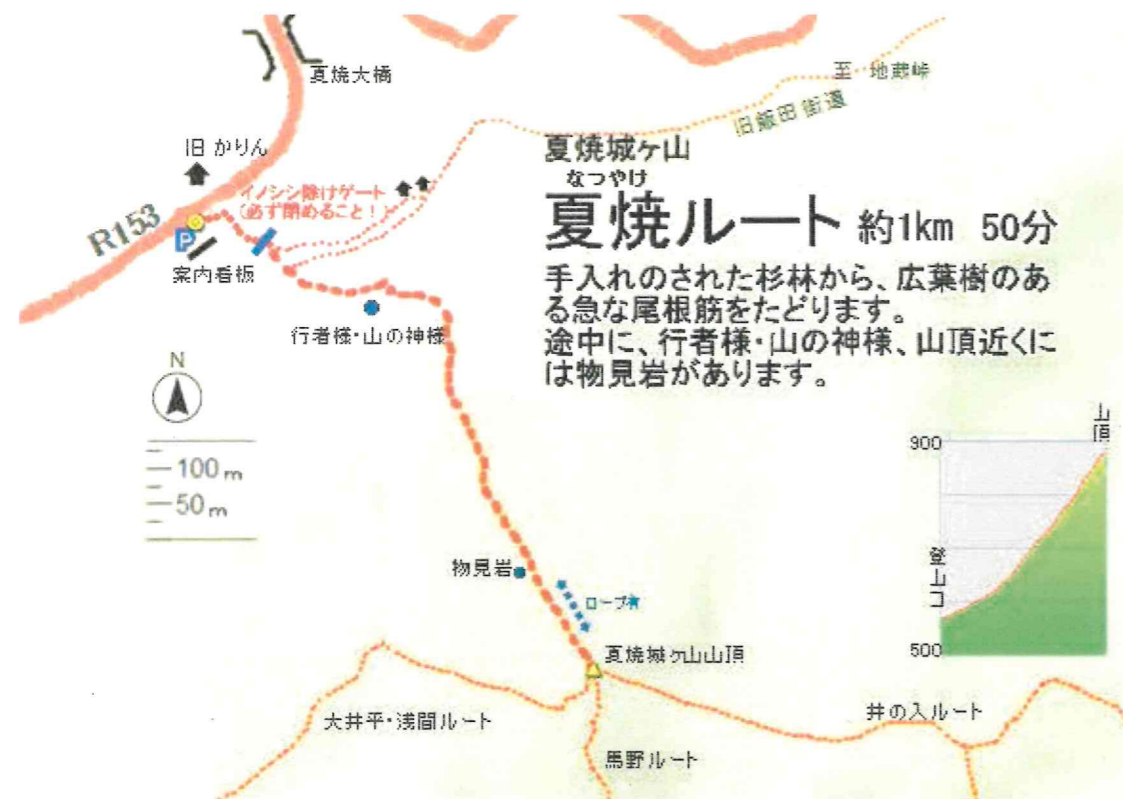 夏焼大橋
至 地蔵峠
旧飯田街道
旧 かりん
イノシシ除けゲート
(必ず閉めること!)
R153
P
案内看板
行者様・山の神様
夏焼城ヶ山
なつやけ
夏焼ルート 約1km 50分
手入れのされた杉林から、広葉樹のあ
る急な尾根筋をたどります。
途中に、行者様・山の神様、山頂近くに
は物見岩があります。
N
100m
50m
900
山頂
登山口
500
物見岩
ロープ有
夏焼城ヶ山山頂
大井平・浅間ルート
馬野ルート
井の入ルート